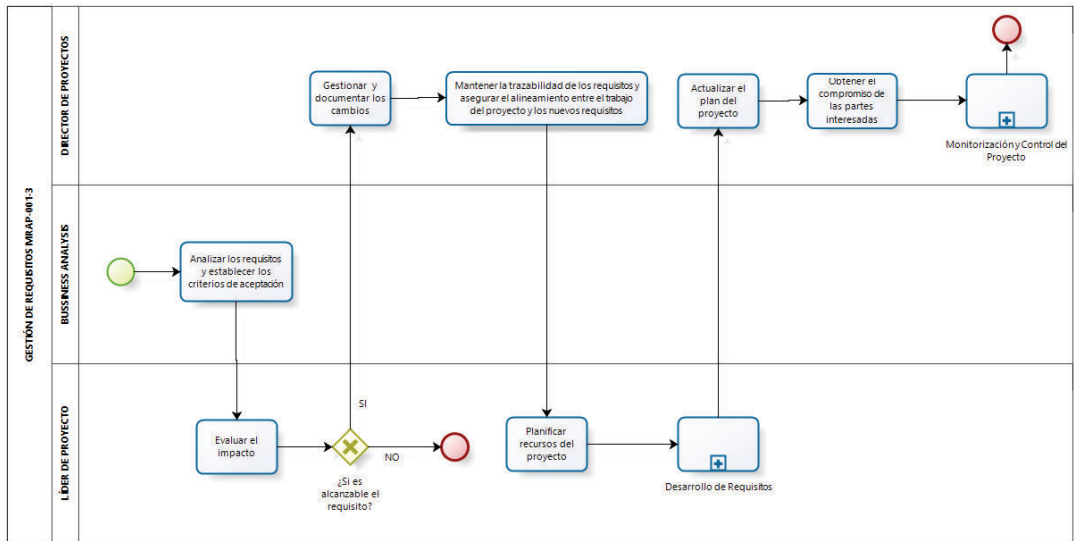 GESTIÓN DE REQUISITOS MRAP-001-3
DIRECTOR DE PROYECTOS
Gestionar y
documentar los
cambios
Mantener la trazabilidad de los requisitos y
asegurar el alineamiento entre el trabajo
del proyecto y los nuevos requisitos
Actualizar el
plan del
proyecto
Obtener el
compromiso de
las partes
interesadas
Monitorización y Control del
Proyecto
BUSSINESS ANALYSIS
Analizar los requisitos
y establecer los
criterios de aceptación
LÍDER DE PROYECTO
Evaluar el
impacto
SI
NO
¿Si es
alcanzable el
requisito?
Planificar
recursos del
proyecto
Desarrollo de Requisitos